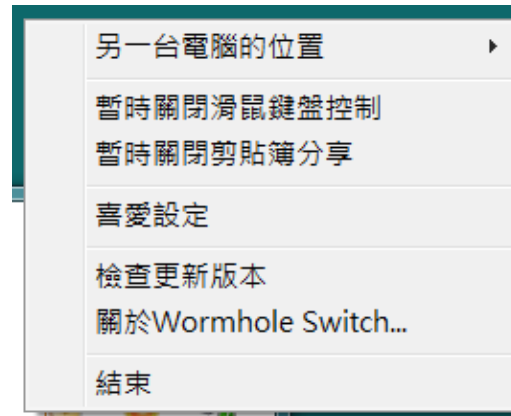 另一台電腦的位置
暫時關閉滑鼠鍵盤控制
暫時關閉剪貼簿分享
喜愛設定
檢查更新版本
關於Wormhole Switch...
結束